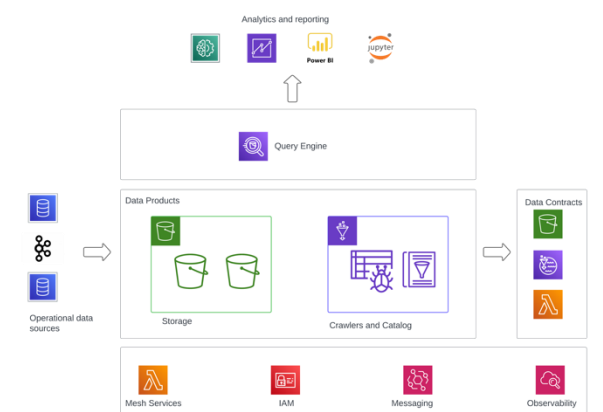 Analytics and reporting
Power BI
jupyter
Query Engine
Data Products
Data Contracts
Storage
Crawlers and Catalog
Operational data
sources
Mesh Services
IAM
Messaging
Observability